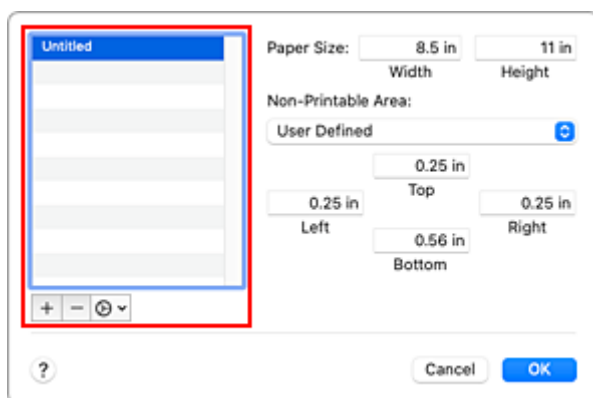 Untitled
Paper Size: 8.5 in 11 in
Width Height
Non-Printable Area:
User Defined
0.25 in
Top
0.25 in 0.25 in
Left Right
0.56 in
Bottom
+ −
? Cancel OK